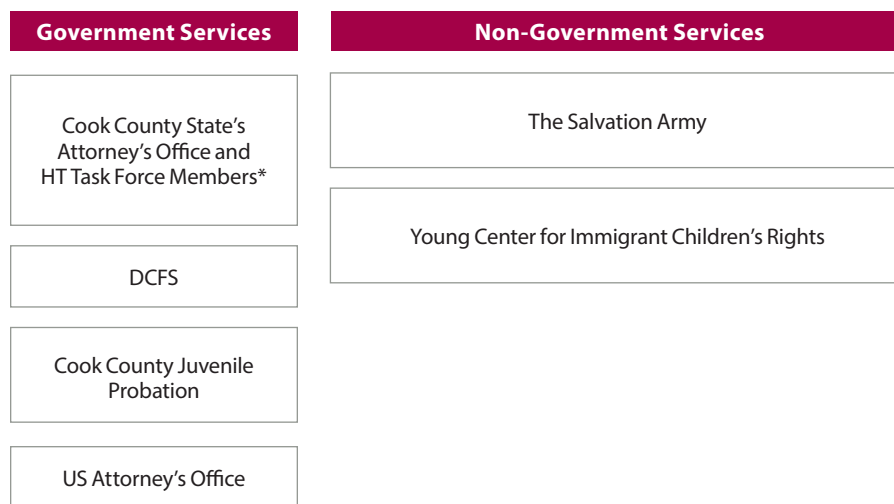 Government Services
Cook County State's
Attorney's Office and
HT Task Force Members*
DCFS
Cook County Juvenile
Probation
US Attorney's Office
Non-Government Services
The Salvation Army
Young Center for Immigrant Children's Rights